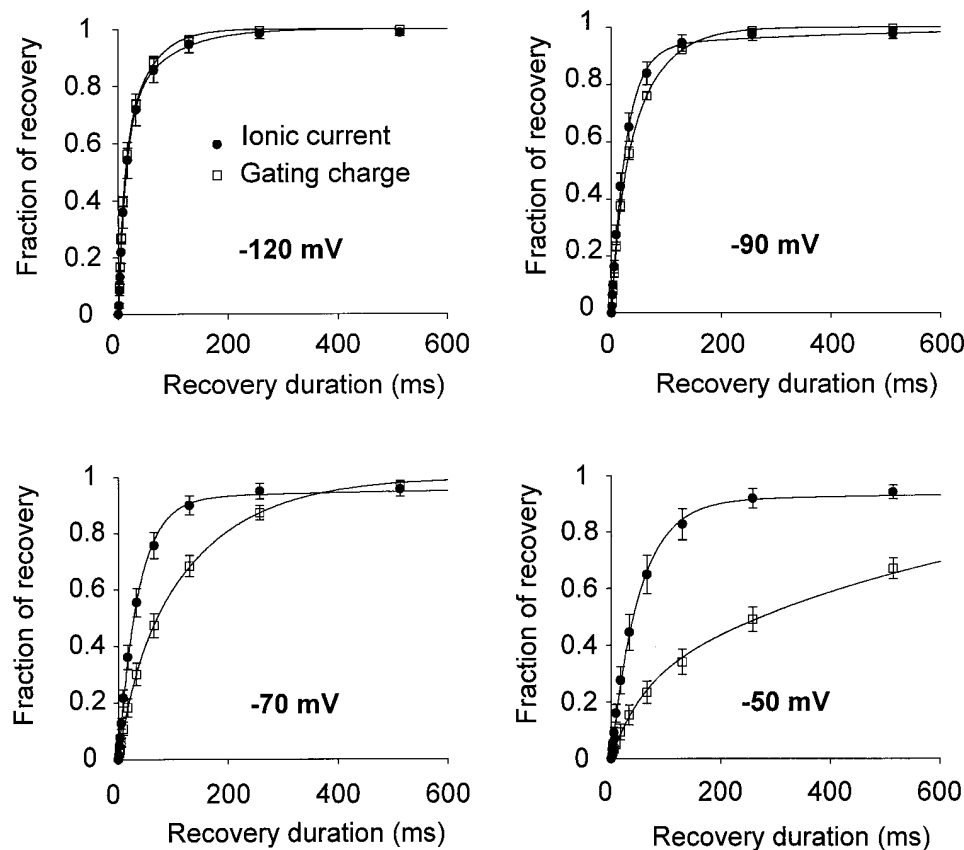 Fraction of recovery
1
0.8
0.6
0.4
0.2
0
● Ionic current
□ Gating charge
-120 mV
0 200 400 600
Recovery duration (ms)
Fraction of recovery
1
0.8
0.6
0.4
0.2
0
-90 mV
0 200 400 600
Recovery duration (ms)
Fraction of recovery
1
0.8
0.6
0.4
0.2
0
-70 mV
0 200 400 600
Recovery duration (ms)
Fraction of recovery
1
0.8
0.6
0.4
0.2
0
-50 mV
0 200 400 600
Recovery duration (ms)